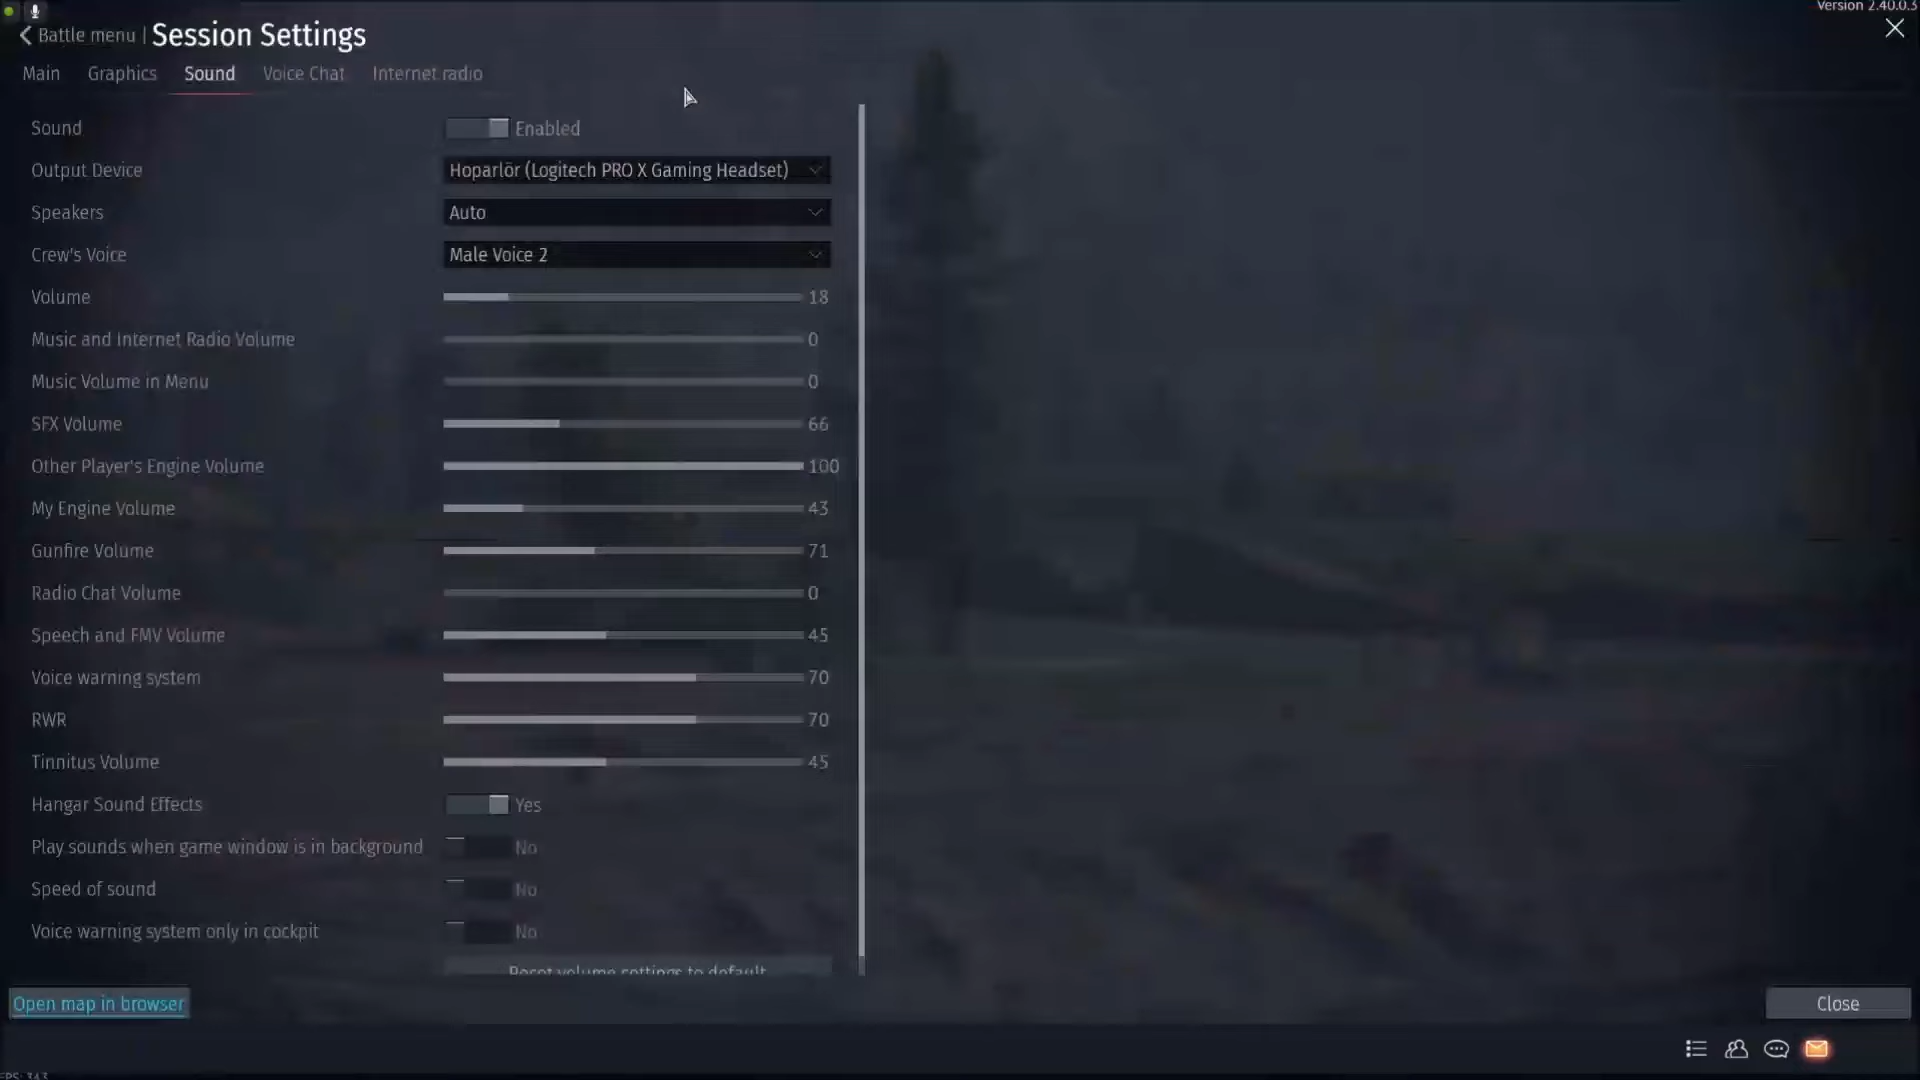 Version 2.40.0.3
Battle menu | Session Settings
Main Graphics Sound Voice Chat Internet radio
Sound Enabled
Output Device Hoparlör (Logitech PRO X Gaming Headset)
Speakers Auto
Crew's Voice Male Voice 2
Volume 18
Music and Internet Radio Volume 0
Music Volume in Menu 0
SFX Volume 66
Other Player's Engine Volume 100
My Engine Volume 43
Gunfire Volume 71
Radio Chat Volume 0
Speech and FMV Volume 45
Voice warning system 70
RWR 70
Tinnitus Volume 45
Hangar Sound Effects Yes
Play sounds when game window is in background No
Speed of sound No
Voice warning system only in cockpit No
Reset volume settings to default
Open map in browser Close